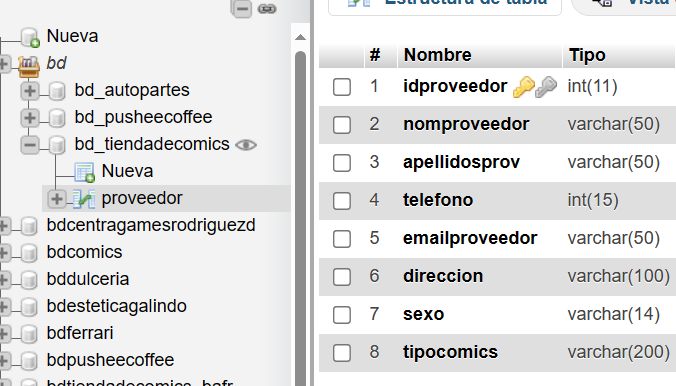 Nueva
bd
bd_autopartes
bd_pusheecoffee
bd_tiendadecomics
Nueva
proveedor
bdcentragamesrodriguezd
bdcomics
bddulceria
bdesteticagalindo
bdferrari
bdpusheecoffee
bdtiendadecomics_bafr
Estructura de tabla Vista
# Nombre Tipo
1 idproveedor int(11)
2 nomproveedor varchar(50)
3 apellidosprov varchar(50)
4 telefono int(15)
5 emailproveedor varchar(50)
6 direccion varchar(100)
7 sexo varchar(14)
8 tipocomics varchar(200)